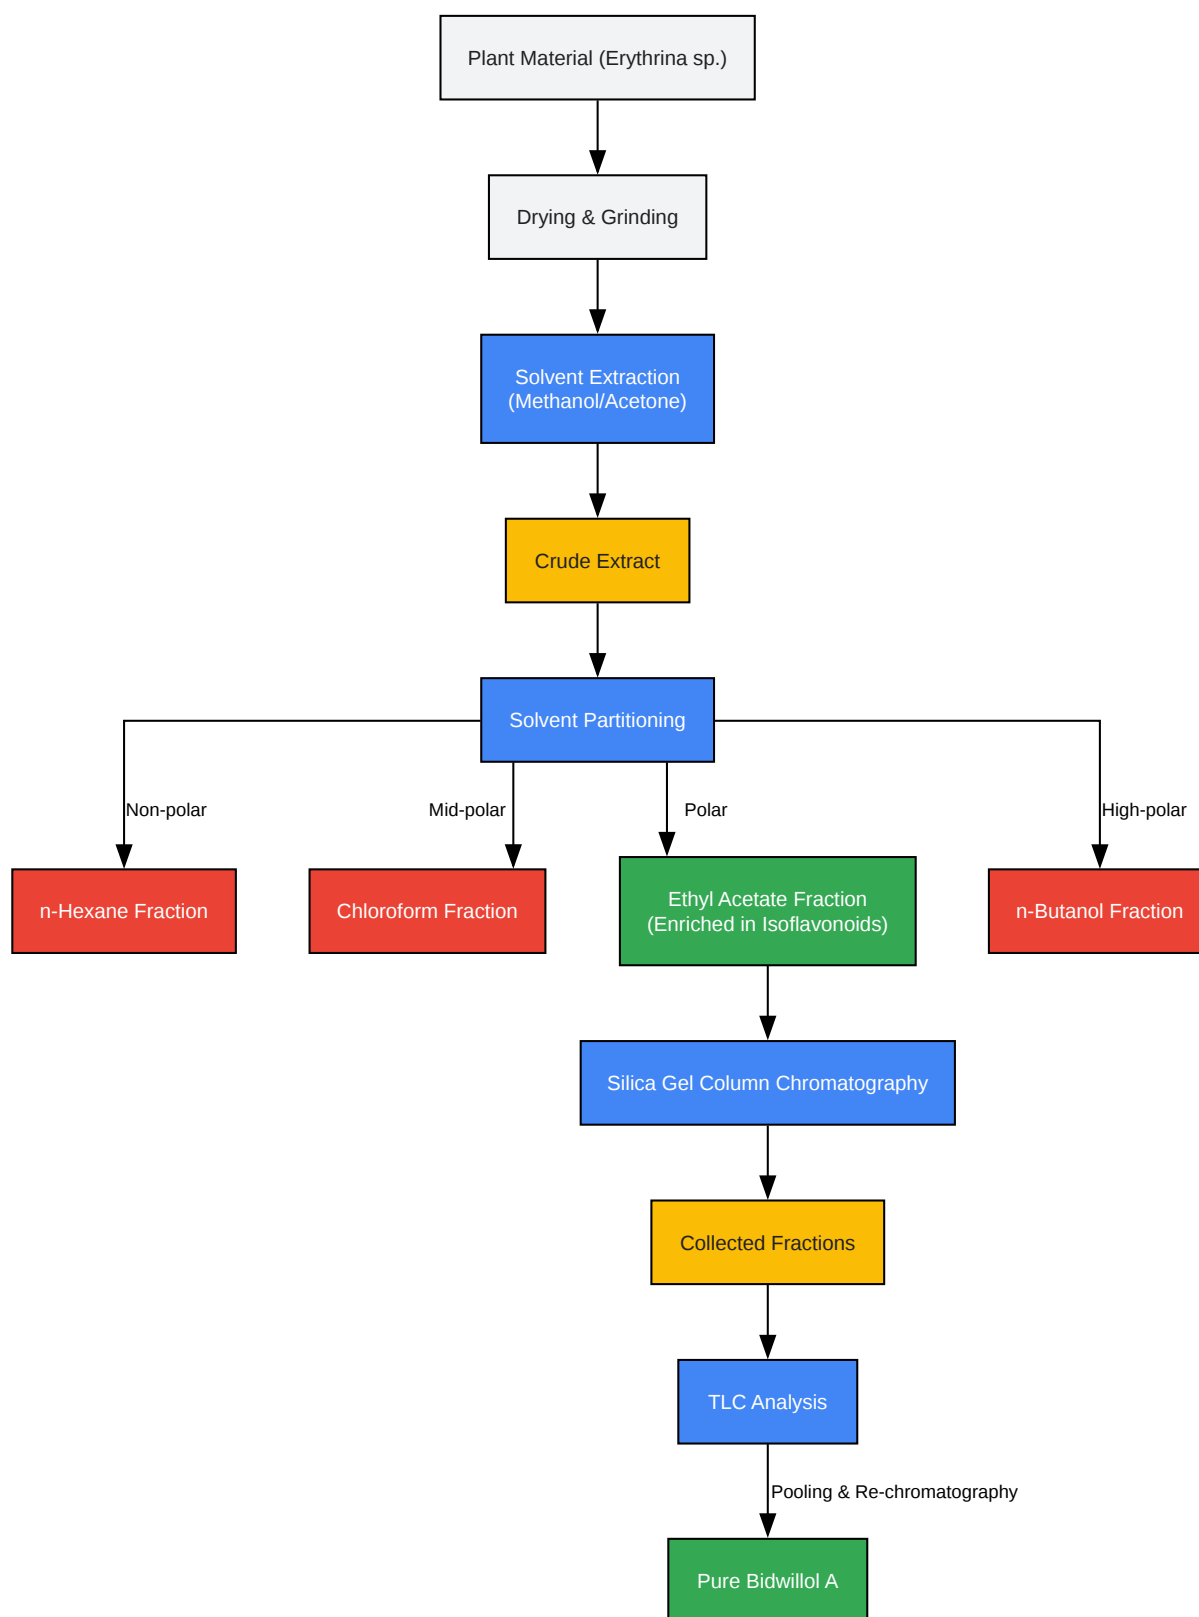 Plant Material (Erythrina sp.)
Drying & Grinding
Solvent Extraction
(Methanol/Acetone)
Crude Extract
Solvent Partitioning
Non-polar
Mid-polar
Polar
High-polar
n-Hexane Fraction
Chloroform Fraction
Ethyl Acetate Fraction
(Enriched in Isoflavonoids)
n-Butanol Fraction
Silica Gel Column Chromatography
Collected Fractions
TLC Analysis
Pooling & Re-chromatography
Pure Bidwillol A